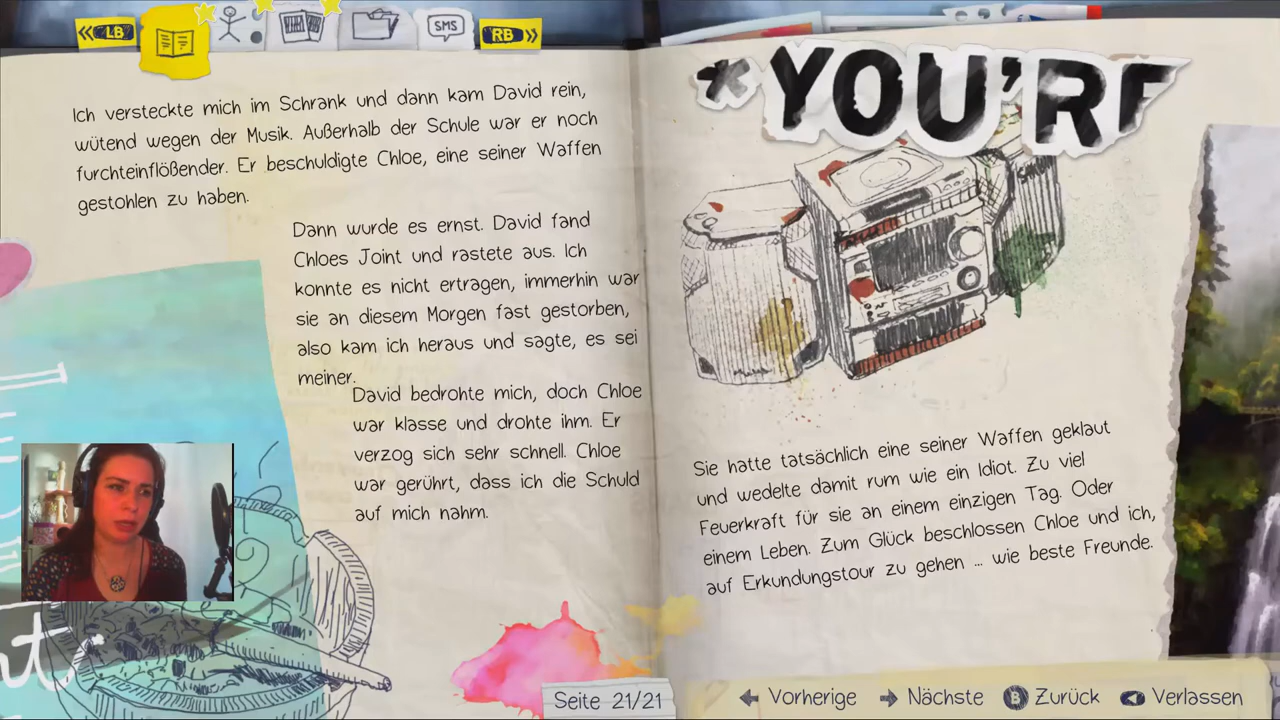 LB
SMS
RB
Ich versteckte mich im Schrank und dann kam David rein,
wütend wegen der Musik. Außerhalb der Schule war er noch
furchteinflößender. Er beschuldigte Chloe, eine seiner Waffen
gestohlen zu haben.
Dann wurde es ernst. David fand
Chloes Joint und rastete aus. Ich
konnte es nicht ertragen, immerhin war
sie an diesem Morgen fast gestorben,
also kam ich heraus und sagte, es sei
meiner.
David bedrohte mich, doch Chloe
war klasse und drohte ihm. Er
verzog sich sehr schnell. Chloe
war gerührt, dass ich die Schuld
auf mich nahm.
*YOU'RE
Sie hatte tatsächlich eine seiner Waffen geklaut
und wedelte damit rum wie ein Idiot. Zu viel
Feuerkraft für sie an einem einzigen Tag. Oder
einem Leben. Zum Glück beschlossen Chloe und ich,
auf Erkundungstour zu gehen ... wie beste Freunde.
Seite 21/21
Vorherige
Nächste
B Zurück
Verlassen